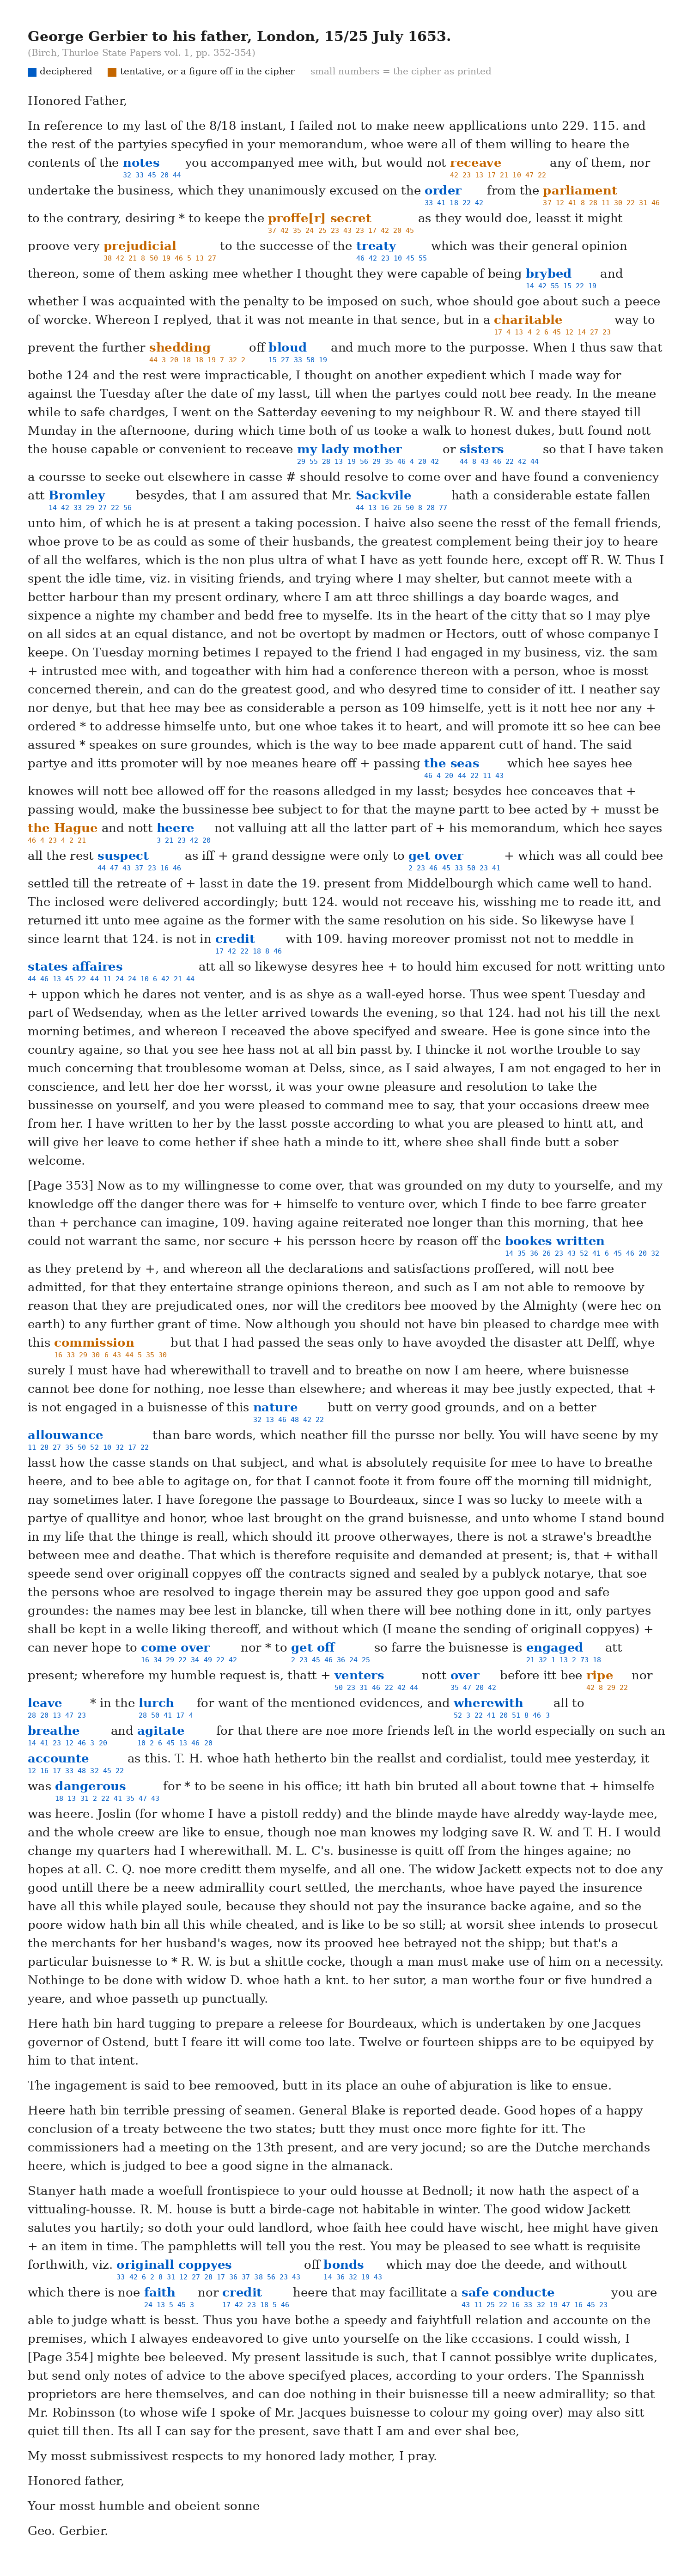 George Gerbier to his father, London, 15/25 July 1653.
(Birch, Thurloe State Papers vol. 1, pp. 352-354)
deciphered tentative, or a figure off in the cipher small numbers = the cipher as printed
Honored Father,
In reference to my last of the 8/18 instant, I failed not to make neew appllications unto 229. 115. and
the rest of the partyies specyfied in your memorandum, whoe were all of them willing to heare the
contents of the notes you accompanyed mee with, but would not receave any of them, nor
32 33 45 20 44 42 23 13 17 21 10 47 22
undertake the business, which they unanimously excused on the order from the parliament
33 41 18 22 42 37 12 41 8 28 11 30 22 31 46
to the contrary, desiring * to keepe the proffe[r] secret as they would doe, leasst it might
37 42 35 24 25 23 43 23 17 42 20 45
proove very prejudicial to the successe of the treaty which was their general opinion
38 42 21 8 50 19 46 5 13 27 46 42 23 10 45 55
thereon, some of them asking mee whether I thought they were capable of being brybed and
14 42 55 15 22 19
whether I was acquainted with the penalty to be imposed on such, whoe should goe about such a peece
of worcke. Whereon I replyed, that it was not meante in that sence, but in a charitable way to
17 4 13 4 2 6 45 12 14 27 23
prevent the further shedding off bloud and much more to the purposse. When I thus saw that
44 3 20 18 18 19 7 32 2 15 27 33 50 19
bothe 124 and the rest were impracticable, I thought on another expedient which I made way for
against the Tuesday after the date of my lasst, till when the partyes could nott bee ready. In the meane
while to safe chardges, I went on the Satterday eevening to my neighbour R. W. and there stayed till
Munday in the afternoone, during which time both of us tooke a walk to honest dukes, butt found nott
the house capable or convenient to receave my lady mother or sisters so that I have taken
29 55 28 13 19 56 29 35 46 4 20 42 44 8 43 46 22 42 44
a coursse to seeke out elsewhere in casse # should resolve to come over and have found a conveniency
att Bromley besydes, that I am assured that Mr. Sackvile hath a considerable estate fallen
14 42 33 29 27 22 56 44 13 16 26 50 8 28 77
unto him, of which he is at present a taking pocession. I haive also seene the resst of the femall friends,
whoe prove to be as could as some of their husbands, the greatest complement being their joy to heare
of all the welfares, which is the non plus ultra of what I have as yett founde here, except off R. W. Thus I
spent the idle time, viz. in visiting friends, and trying where I may shelter, but cannot meete with a
better harbour than my present ordinary, where I am att three shillings a day boarde wages, and
sixpence a nighte my chamber and bedd free to myselfe. Its in the heart of the citty that so I may plye
on all sides at an equal distance, and not be overtopt by madmen or Hectors, outt of whose companye I
keepe. On Tuesday morning betimes I repayed to the friend I had engaged in my business, viz. the sam
+ intrusted mee with, and togeather with him had a conference thereon with a person, whoe is mosst
concerned therein, and can do the greatest good, and who desyred time to consider of itt. I neather say
nor denye, but that hee may bee as considerable a person as 109 himselfe, yett is it nott hee nor any +
ordered * to addresse himselfe unto, but one whoe takes it to heart, and will promote itt so hee can bee
assured * speakes on sure groundes, which is the way to bee made apparent cutt of hand. The said
partye and itts promoter will by noe meanes heare off + passing the seas which hee sayes hee
46 4 20 44 22 11 43
knowes will nott bee allowed off for the reasons alledged in my lasst; besydes hee conceaves that +
passing would, make the bussinesse bee subject to for that the mayne partt to bee acted by + musst be
the Hague and nott heere not valluing att all the latter part of + his memorandum, which hee sayes
46 4 23 4 2 21 3 21 23 42 20
all the rest suspect as iff + grand dessigne were only to get over + which was all could bee
44 47 43 37 23 16 46 2 23 46 45 33 50 23 41
settled till the retreate of + lasst in date the 19. present from Middelbourgh which came well to hand.
The inclosed were delivered accordingly; butt 124. would not receave his, wisshing me to reade itt, and
returned itt unto mee againe as the former with the same resolution on his side. So likewyse have I
since learnt that 124. is not in credit with 109. having moreover promisst not not to meddle in
17 42 22 18 8 46
states affaires att all so likewyse desyres hee + to hould him excused for nott writting unto
44 46 13 45 22 44 11 24 24 10 6 42 21 44
+ uppon which he dares not venter, and is as shye as a wall-eyed horse. Thus wee spent Tuesday and
part of Wedsenday, when as the letter arrived towards the evening, so that 124. had not his till the next
morning betimes, and whereon I receaved the above specifyed and sweare. Hee is gone since into the
country againe, so that you see hee hass not at all bin passt by. I thincke it not worthe trouble to say
much concerning that troublesome woman at Delss, since, as I said alwayes, I am not engaged to her in
conscience, and lett her doe her worsst, it was your owne pleasure and resolution to take the
bussinesse on yourself, and you were pleased to command mee to say, that your occasions dreew mee
from her. I have written to her by the lasst posste according to what you are pleased to hintt att, and
will give her leave to come hether if shee hath a minde to itt, where shee shall finde butt a sober
welcome.
[Page 353] Now as to my willingnesse to come over, that was grounded on my duty to yourselfe, and my
knowledge off the danger there was for + himselfe to venture over, which I finde to bee farre greater
than + perchance can imagine, 109. having againe reiterated noe longer than this morning, that hee
could not warrant the same, nor secure + his persson heere by reason off the bookes written
14 35 36 26 23 43 52 41 6 45 46 20 32
as they pretend by +, and whereon all the declarations and satisfactions proffered, will nott bee
admitted, for that they entertaine strange opinions thereon, and such as I am not able to remoove by
reason that they are prejudicated ones, nor will the creditors bee mooved by the Almighty (were hec on
earth) to any further grant of time. Now although you should not have bin pleased to chardge mee with
this commission but that I had passed the seas only to have avoyded the disaster att Delff, whye
16 33 29 30 6 43 44 5 35 30
surely I must have had wherewithall to travell and to breathe on now I am heere, where buisnesse
cannot bee done for nothing, noe lesse than elsewhere; and whereas it may bee justly expected, that +
is not engaged in a buisnesse of this nature butt on verry good grounds, and on a better
32 13 46 48 42 22
allouwance than bare words, which neather fill the pursse nor belly. You will have seene by my
11 28 27 35 50 52 10 32 17 22
lasst how the casse stands on that subject, and what is absolutely requisite for mee to have to breathe
heere, and to bee able to agitage on, for that I cannot foote it from foure off the morning till midnight,
nay sometimes later. I have foregone the passage to Bourdeaux, since I was so lucky to meete with a
partye of quallitye and honor, whoe last brought on the grand buisnesse, and unto whome I stand bound
in my life that the thinge is reall, which should itt proove otherwayes, there is not a strawe's breadthe
between mee and deathe. That which is therefore requisite and demanded at present; is, that + withall
speede send over originall coppyes off the contracts signed and sealed by a publyck notarye, that soe
the persons whoe are resolved to ingage therein may be assured they goe uppon good and safe
groundes: the names may bee lest in blancke, till when there will bee nothing done in itt, only partyes
shall be kept in a welle liking thereof, and without which (I meane the sending of originall coppyes) +
can never hope to come over nor * to get off so farre the buisnesse is engaged att
16 34 29 22 34 49 22 42 2 23 45 46 36 24 25 21 32 1 13 2 73 18
present; wherefore my humble request is, thatt + venters nott over before itt bee ripe nor
50 23 31 46 22 42 44 35 47 20 42 42 8 29 22
leave * in the lurch for want of the mentioned evidences, and wherewith all to
28 20 13 47 23 28 50 41 17 4 52 3 22 41 20 51 8 46 3
breathe and agitate for that there are noe more friends left in the world especially on such an
14 41 23 12 46 3 20 10 2 6 45 13 46 20
accounte as this. T. H. whoe hath hetherto bin the reallst and cordialist, tould mee yesterday, it
12 16 17 33 48 32 45 22
was dangerous for * to be seene in his office; itt hath bin bruted all about towne that + himselfe
18 13 31 2 22 41 35 47 43
was heere. Joslin (for whome I have a pistoll reddy) and the blinde mayde have alreddy way-layde mee,
and the whole creew are like to ensue, though noe man knowes my lodging save R. W. and T. H. I would
change my quarters had I wherewithall. M. L. C's. businesse is quitt off from the hinges againe; no
hopes at all. C. Q. noe more creditt them myselfe, and all one. The widow Jackett expects not to doe any
good untill there be a neew admirallity court settled, the merchants, whoe have payed the insurence
have all this while played soule, because they should not pay the insurance backe againe, and so the
poore widow hath bin all this while cheated, and is like to be so still; at worsit shee intends to prosecut
the merchants for her husband's wages, now its prooved hee betrayed not the shipp; but that's a
particular buisnesse to * R. W. is but a shittle cocke, though a man must make use of him on a necessity.
Nothinge to be done with widow D. whoe hath a knt. to her sutor, a man worthe four or five hundred a
yeare, and whoe passeth up punctually.
Here hath bin hard tugging to prepare a releese for Bourdeaux, which is undertaken by one Jacques
governor of Ostend, butt I feare itt will come too late. Twelve or fourteen shipps are to be equipyed by
him to that intent.
The ingagement is said to bee remooved, butt in its place an ouhe of abjuration is like to ensue.
Heere hath bin terrible pressing of seamen. General Blake is reported deade. Good hopes of a happy
conclusion of a treaty betweene the two states; butt they must once more fighte for itt. The
commissioners had a meeting on the 13th present, and are very jocund; so are the Dutche merchands
heere, which is judged to bee a good signe in the almanack.
Stanyer hath made a woefull frontispiece to your ould housse at Bednoll; it now hath the aspect of a
vittualing-housse. R. M. house is butt a birde-cage not habitable in winter. The good widow Jackett
salutes you hartily; so doth your ould landlord, whoe faith hee could have wischt, hee might have given
+ an item in time. The pamphletts will tell you the rest. You may be pleased to see whatt is requisite
forthwith, viz. originall coppyes off bonds which may doe the deede, and without
33 42 6 2 8 31 12 27 28 17 36 37 38 56 23 43 14 36 32 19 43
which there is noe faith nor credit heere that may facillitate a safe conducte you are
24 13 5 45 3 17 42 23 18 5 46 43 11 25 22 16 33 32 19 47 16 45 23
able to judge whatt is besst. Thus you have bothe a speedy and faiyhtfull relation and accounte on the
premises, which I alwayes endeavored to give unto yourselfe on the like cccasions. I could wissh, I
[Page 354] mighte bee beleeved. My present lassitude is such, that I cannot possiblye write duplicates,
but send only notes of advice to the above specifyed places, according to your orders. The Spannissh
proprietors are here themselves, and can doe nothing in their buisnesse till a neew admirallity; so that
Mr. Robinsson (to whose wife I spoke of Mr. Jacques buisnesse to colour my going over) may also sitt
quiet till then. Its all I can say for the present, save thatt I am and ever shal bee,
My mosst submissivest respects to my honored lady mother, I pray.
Honored father,
Your mosst humble and obeient sonne
Geo. Gerbier.